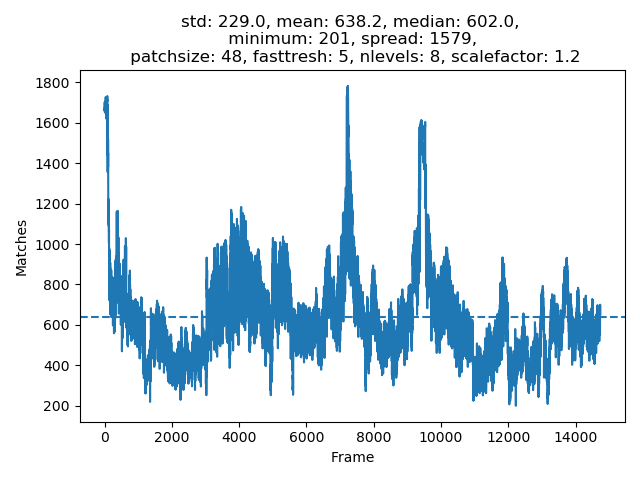 std: 229.0, mean: 638.2, median: 602.0,
minimum: 201, spread: 1579,
patchsize: 48, fasttresh: 5, nlevels: 8, scalefactor: 1.2
1800
1600
1400
1200
1000
800
600
400
200
Matches
0 2000 4000 6000 8000 10000 12000 14000
Frame